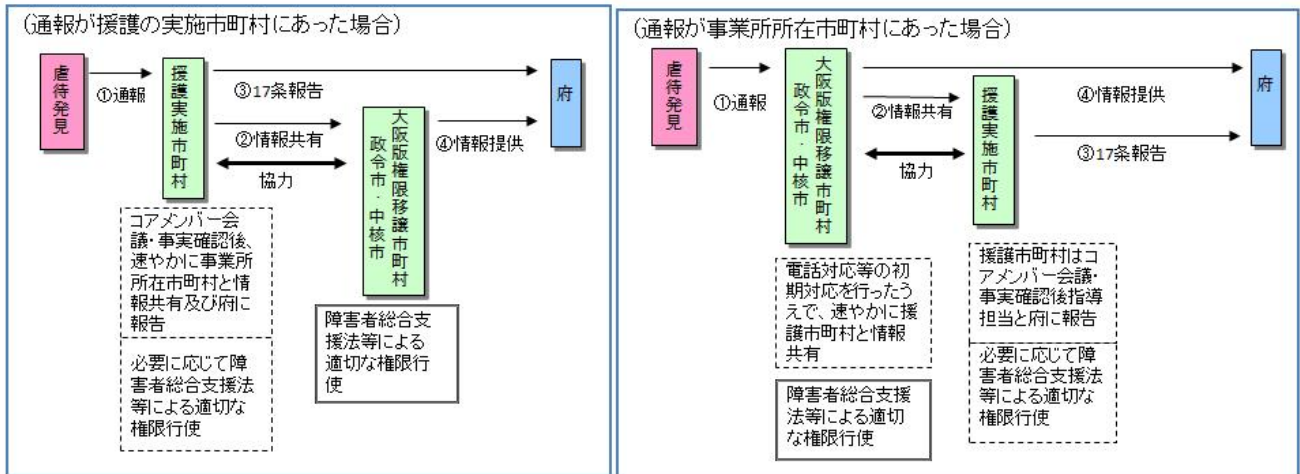 (通報が援護の実施市町村にあった場合)
虐待発見
①通報
援護実施市町村
③17条報告
②情報共有
協力
大阪版権限移譲市町村
政令市・中核市
④情報提供
府
コアメンバー会
議・事実確認後、
速やかに事業所
所在市町村と情
報共有及び府に
報告
必要に応じて障
害者総合支援法
等による適切な
権限行使
障害者総合支
援法等による
適切な権限行
使
(通報が事業所所在市町村にあった場合)
虐待発見
①通報
大阪版権限移譲市町村
政令市・中核市
②情報共有
協力
援護実施市町村
④情報提供
③17条報告
府
電話対応等の初
期対応を行ったう
えで、速やかに援
護市町村と情報
共有
障害者総合支援
法等による適切
な権限行使
援護市町村はコ
アメンバー会議・
事実確認後指導
担当と府に報告
必要に応じて障
害者総合支援法
等による適切な
権限行使